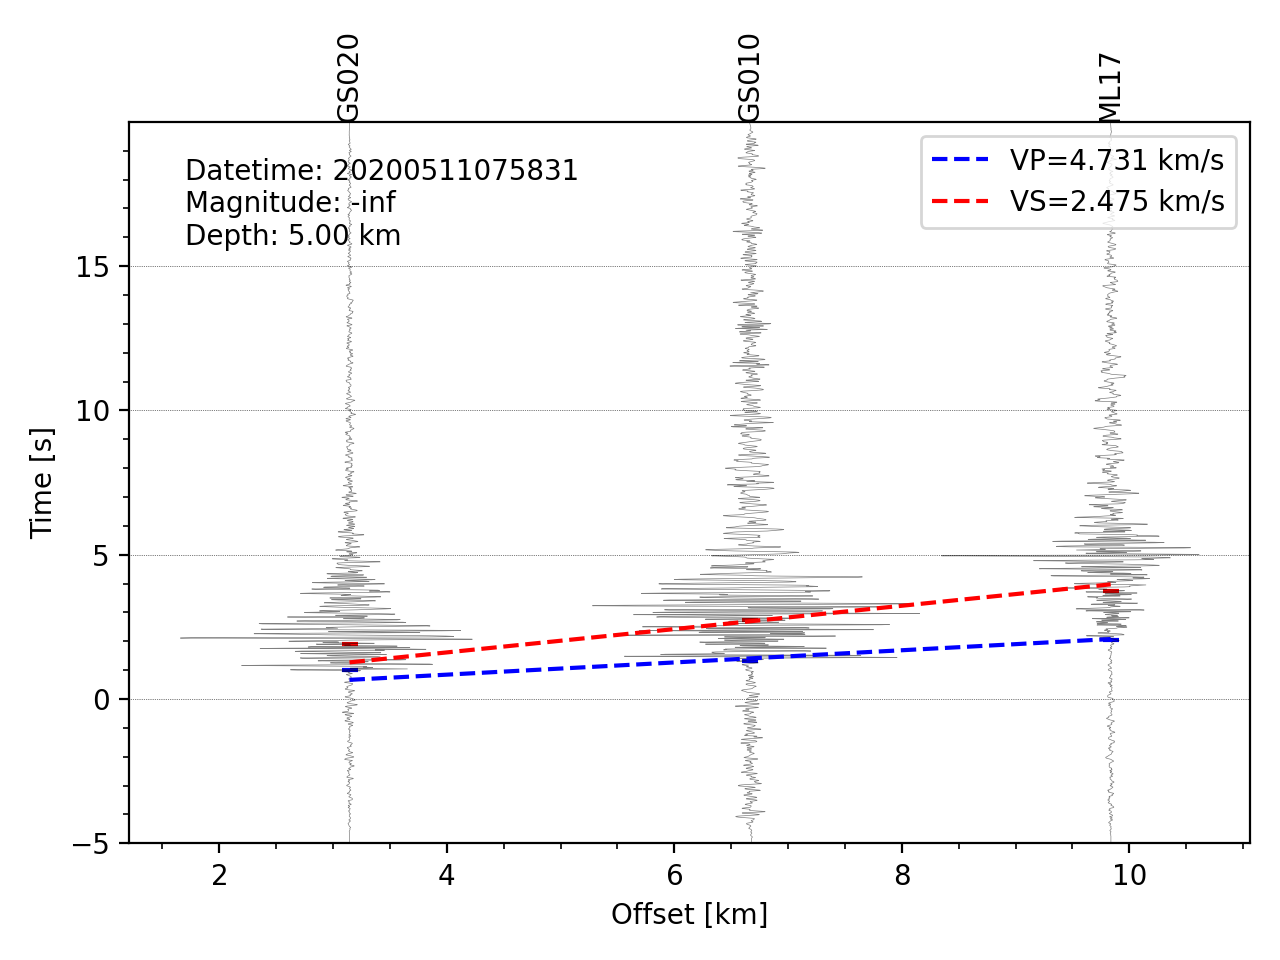 GS020
GS010
ML17
Datetime: 20200511075831
Magnitude: -inf
Depth: 5.00 km
VP=4.731 km/s
VS=2.475 km/s
15
10
5
0
−5
Time [s]
2
4
6
8
10
Offset [km]